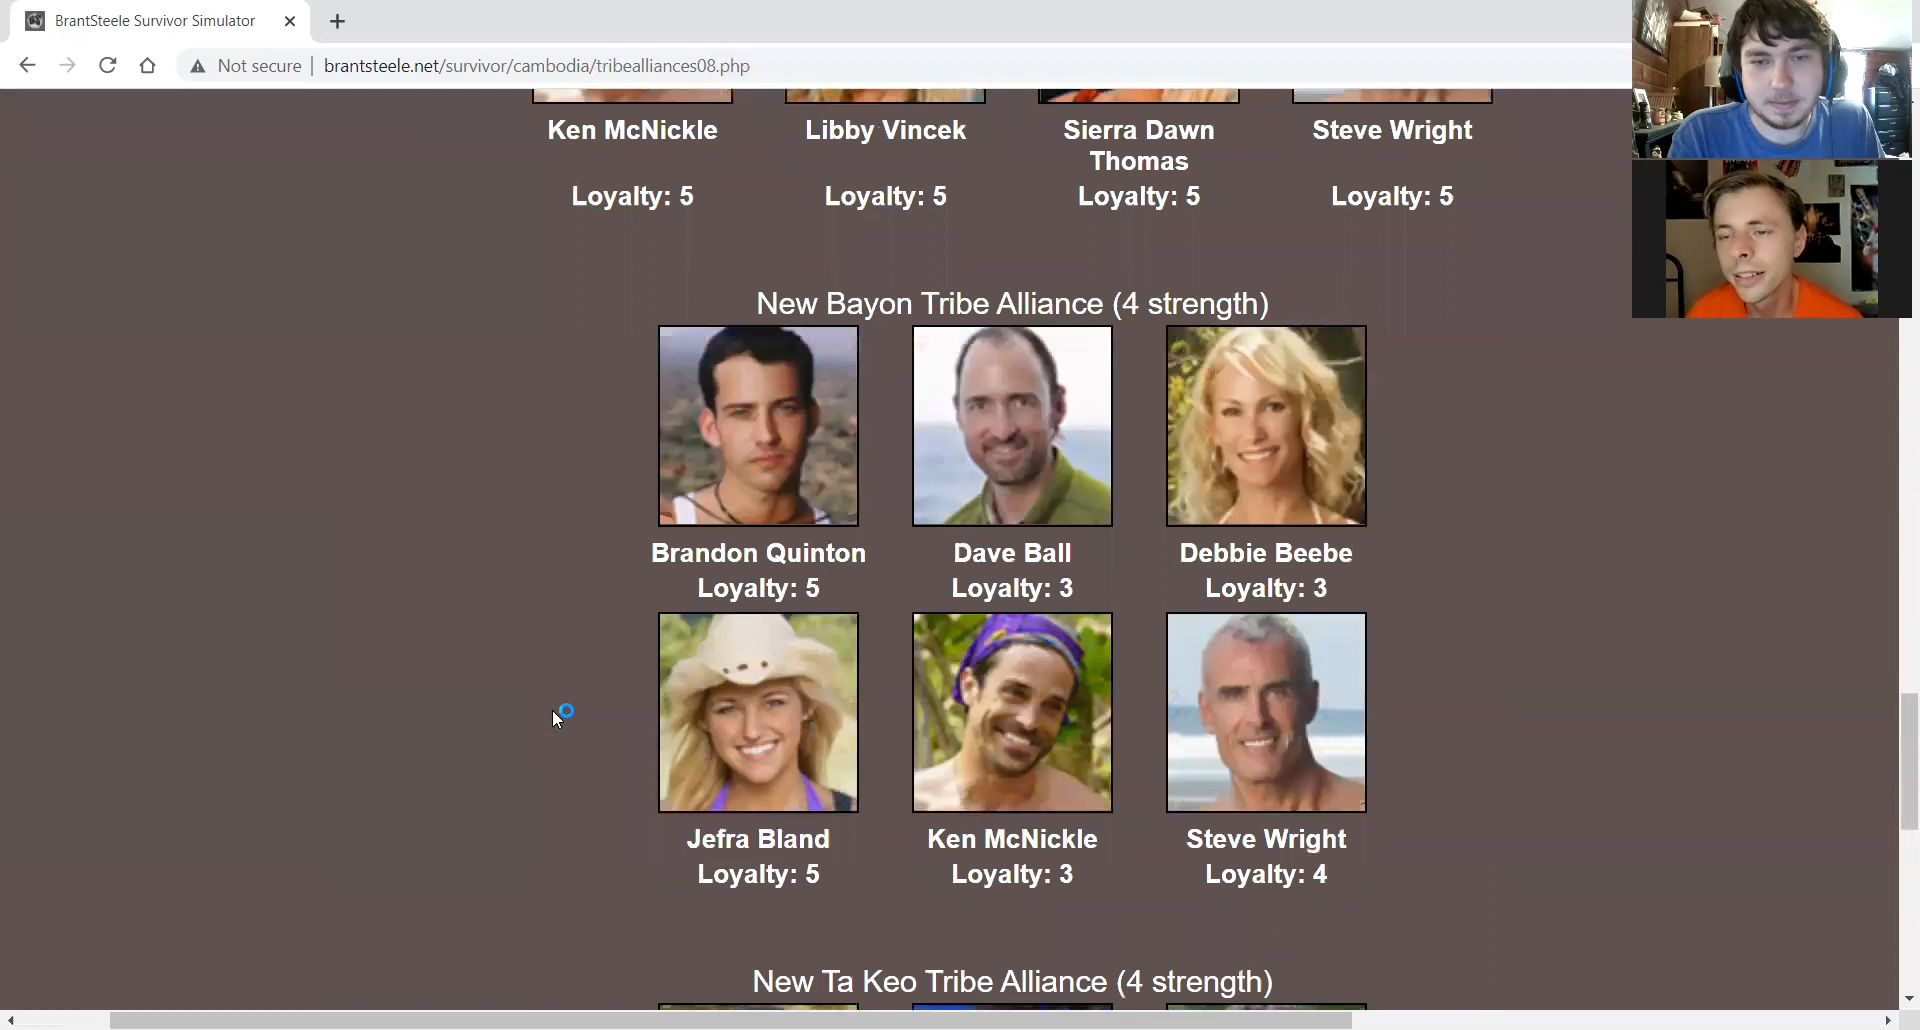 BrantSteele Survivor Simulator
Not secure
brantsteele.net/survivor/cambodia/tribealliances08.php
Ken McNickle Libby Vincek Sierra Dawn Thomas Steve Wright
Loyalty: 5 Loyalty: 5 Loyalty: 5 Loyalty: 5
New Bayon Tribe Alliance (4 strength)
Brandon Quinton Dave Ball Debbie Beebe
Loyalty: 5 Loyalty: 3 Loyalty: 3
Jefra Bland Ken McNickle Steve Wright
Loyalty: 5 Loyalty: 3 Loyalty: 4
New Ta Keo Tribe Alliance (4 strength)